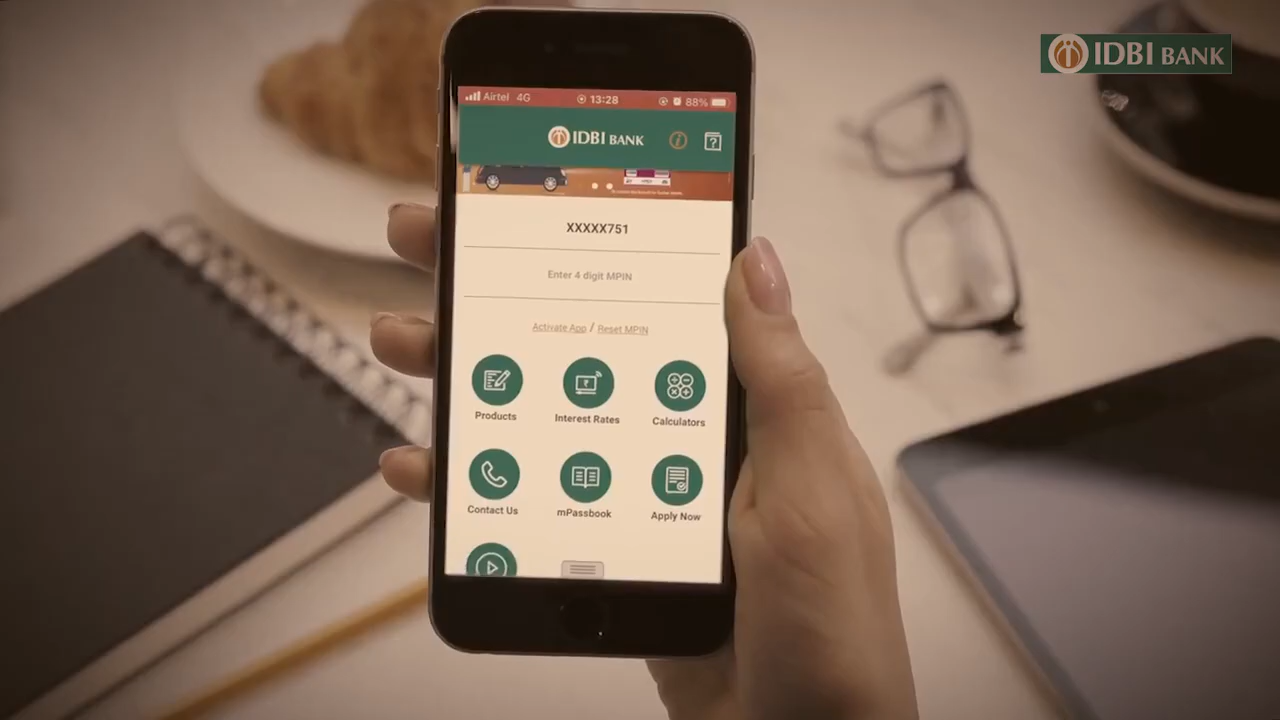 IDBI BANK
Airtel 4G 13:28 88%
IDBI BANK
XXXXX751
Enter 4 digit MPIN
Activate App / Reset MPIN
Products Interest Rates Calculators
Contact Us mPassbook Apply Now